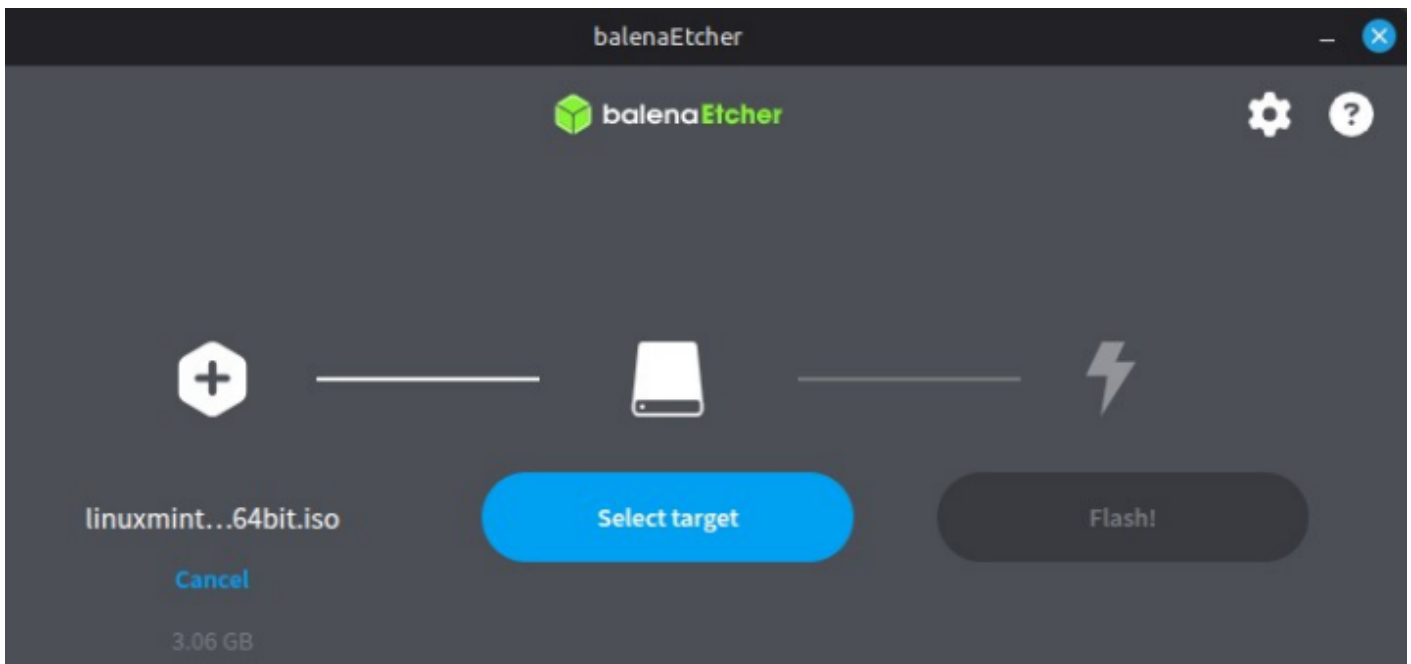 balenaEtcher
balenaEtcher
?
linuxmint...64bit.iso
Select target
Flash!
Cancel
3.06 GB